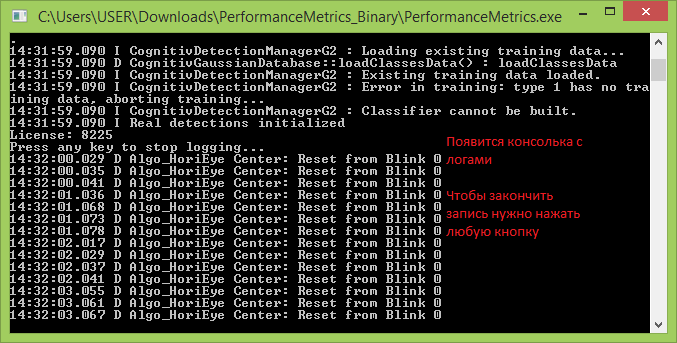 C:\Users\USER\Downloads\PerformanceMetrics_Binary\PerformanceMetrics.exe
14:31:59.090 I CognitivDetectionManagerG2 : Loading existing training data...
14:31:59.090 D CognitivGaussianDatabase::loadClassesData() : loadClassesData
14:31:59.090 I CognitivDetectionManagerG2 : Existing training data loaded.
14:31:59.090 I CognitivDetectionManagerG2 : Error in training: type 1 has no tra
ining data, aborting training...
14:31:59.090 I CognitivDetectionManagerG2 : Classifier cannot be built.
14:31:59.090 I Real detections initialized
License: 8225
Press any key to stop logging...
14:32:00.029 D Algo_HoriEye Center: Reset from Blink 0
14:32:00.035 D Algo_HoriEye Center: Reset from Blink 0
14:32:00.041 D Algo_HoriEye Center: Reset from Blink 0
14:32:01.036 D Algo_HoriEye Center: Reset from Blink 0
14:32:01.068 D Algo_HoriEye Center: Reset from Blink 0
14:32:01.073 D Algo_HoriEye Center: Reset from Blink 0
14:32:01.078 D Algo_HoriEye Center: Reset from Blink 0
14:32:02.017 D Algo_HoriEye Center: Reset from Blink 0
14:32:02.029 D Algo_HoriEye Center: Reset from Blink 0
14:32:02.037 D Algo_HoriEye Center: Reset from Blink 0
14:32:02.041 D Algo_HoriEye Center: Reset from Blink 0
14:32:03.055 D Algo_HoriEye Center: Reset from Blink 0
14:32:03.061 D Algo_HoriEye Center: Reset from Blink 0
14:32:03.067 D Algo_HoriEye Center: Reset from Blink 0
Появится консолька с
логами
Чтобы закончить
запись нужно нажать
любую кнопку